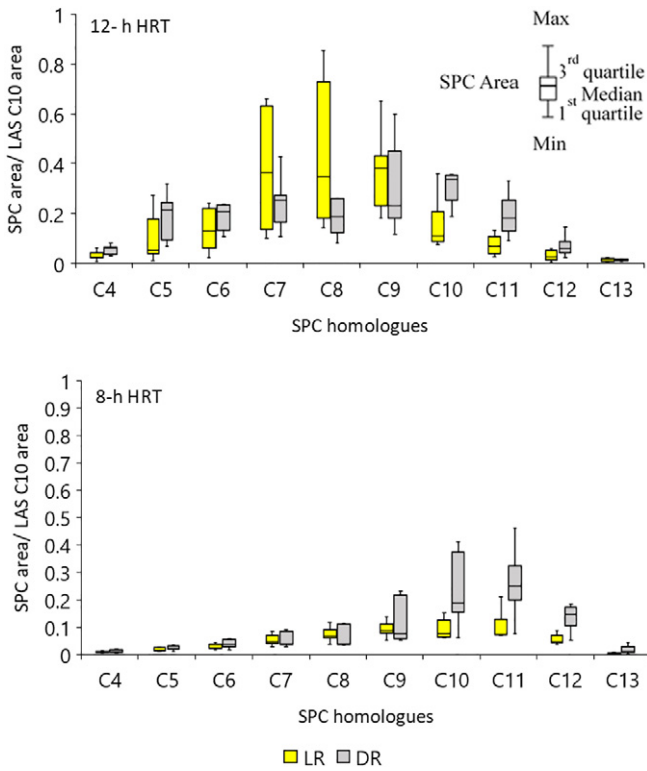 12- h HRT
Max
SPC Area
3rd quartile
Median
1st quartile
Min
SPC area/ LAS C10 area
1
0.8
0.6
0.4
0.2
0
C4 C5 C6 C7 C8 C9 C10 C11 C12 C13
SPC homologues
8-h HRT
SPC area/ LAS C10 area
1
0.9
0.8
0.7
0.6
0.5
0.4
0.3
0.2
0.1
0
C4 C5 C6 C7 C8 C9 C10 C11 C12 C13
SPC homologues
LR DR